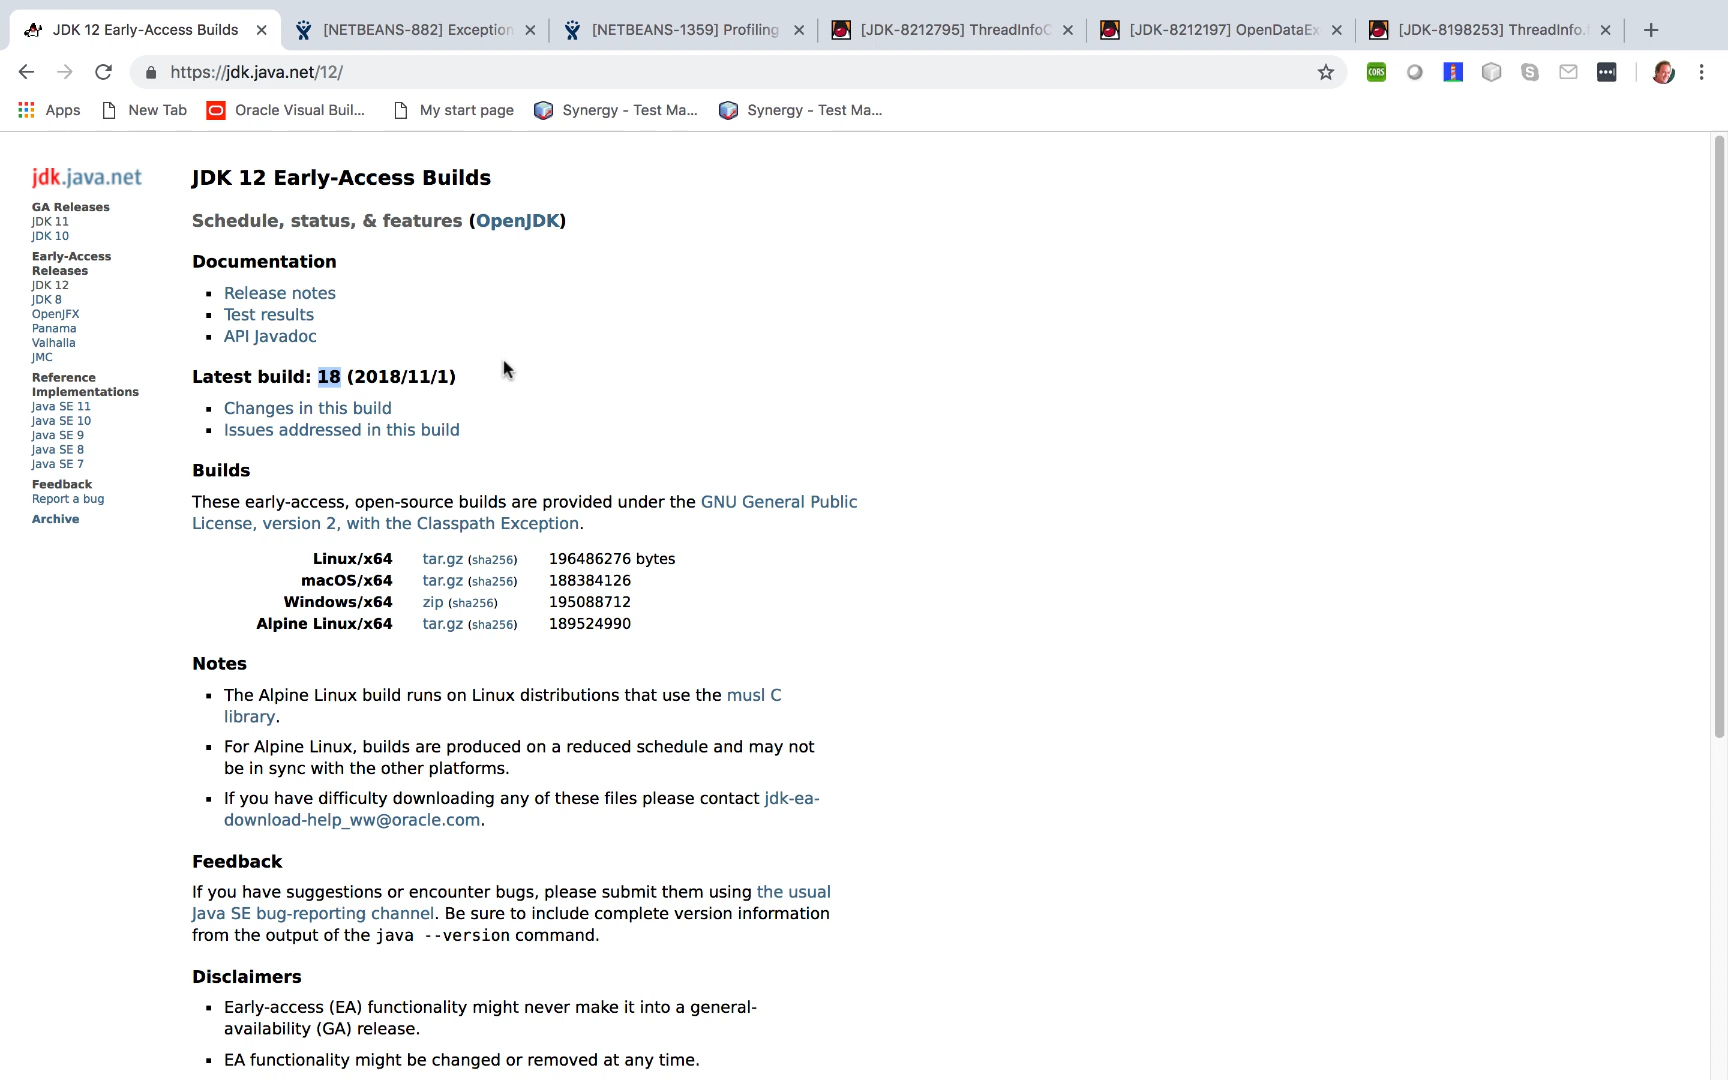 JDK 12 Early-Access Builds
[NETBEANS-882] Exception
[NETBEANS-1359] Profiling
[JDK-8212795] ThreadInfoC
[JDK-8212197] OpenDataEx
[JDK-8198253] ThreadInfo.
https://jdk.java.net/12/
CORS
Apps
New Tab
Oracle Visual Buil...
My start page
Synergy - Test Ma...
Synergy - Test Ma...
jdk.java.net
GA Releases
JDK 11
JDK 10
Early-Access
Releases
JDK 12
JDK 8
OpenJFX
Panama
Valhalla
JMC
Reference
Implementations
Java SE 11
Java SE 10
Java SE 9
Java SE 8
Java SE 7
Feedback
Report a bug
Archive
JDK 12 Early-Access Builds
Schedule, status, & features (OpenJDK)
Documentation
▪ Release notes
▪ Test results
▪ API Javadoc
Latest build: 18 (2018/11/1)
▪ Changes in this build
▪ Issues addressed in this build
Builds
These early-access, open-source builds are provided under the GNU General Public
License, version 2, with the Classpath Exception.
Linux/x64 tar.gz (sha256) 196486276 bytes
macOS/x64 tar.gz (sha256) 188384126
Windows/x64 zip (sha256) 195088712
Alpine Linux/x64 tar.gz (sha256) 189524990
Notes
▪ The Alpine Linux build runs on Linux distributions that use the musl C
library.
▪ For Alpine Linux, builds are produced on a reduced schedule and may not
be in sync with the other platforms.
▪ If you have difficulty downloading any of these files please contact jdk-ea-
download-help_ww@oracle.com.
Feedback
If you have suggestions or encounter bugs, please submit them using the usual
Java SE bug-reporting channel. Be sure to include complete version information
from the output of the java --version command.
Disclaimers
▪ Early-access (EA) functionality might never make it into a general-
availability (GA) release.
▪ EA functionality might be changed or removed at any time.